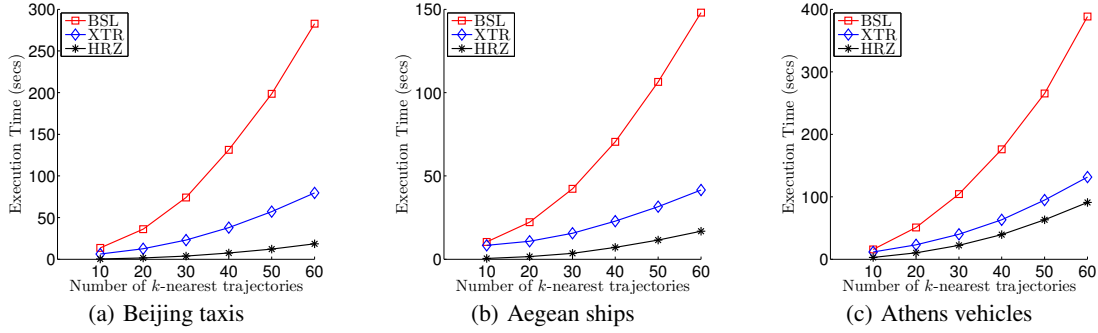 300
250
200
150
100
50
0
Execution Time (secs)
BSL
XTR
HRZ
10 20 30 40 50 60
Number of k-nearest trajectories
(a) Beijing taxis
150
100
50
0
Execution Time (secs)
BSL
XTR
HRZ
10 20 30 40 50 60
Number of k-nearest trajectories
(b) Aegean ships
400
300
200
100
0
Execution Time (secs)
BSL
XTR
HRZ
10 20 30 40 50 60
Number of k-nearest trajectories
(c) Athens vehicles